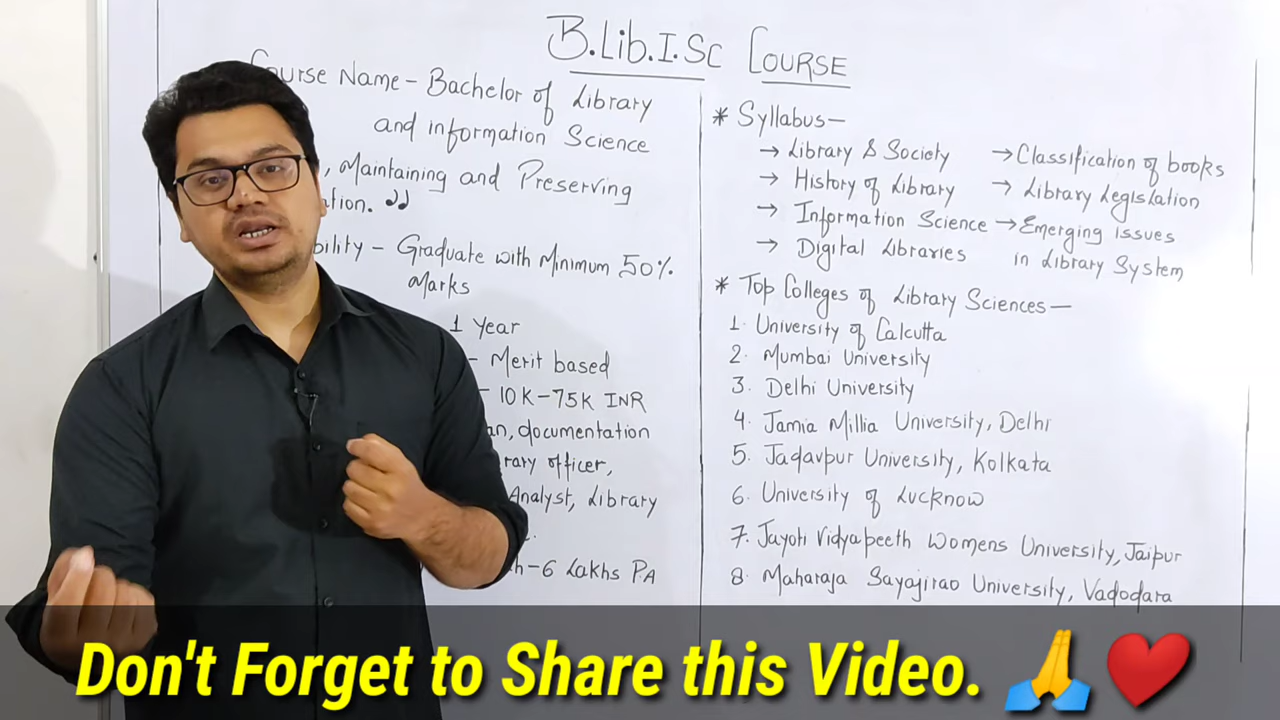 B.Lib.I.Sc Course
Course Name - Bachelor of Library
and information Science
, Maintaining and Preserving
ation. ”
bility - Graduate with Minimum 50%
Marks
1 Year
- Merit based
- 10K-75K INR
an, documentation
rary officer,
Analyst, Library
h-6 Lakhs PA
* Syllabus-
→ Library & Society
→ History of Library
→ Information Science
→ Digital Libraries
→ Classification of books
→ Library Legislation
→ Emerging issues
in Library System
* Top Colleges of Library Sciences-
1. University of Calcutta
2. Mumbai University
3. Delhi University
4. Jamia Millia University, Delhi
5. Jadavpur University, Kolkata
6. University of Lucknow
7. Jayoti Vidyapeeth Womens University, Jaipur
8. Maharaja Sayajirao University, Vadodara
Don't Forget to Share this Video. 🙏 ❤️